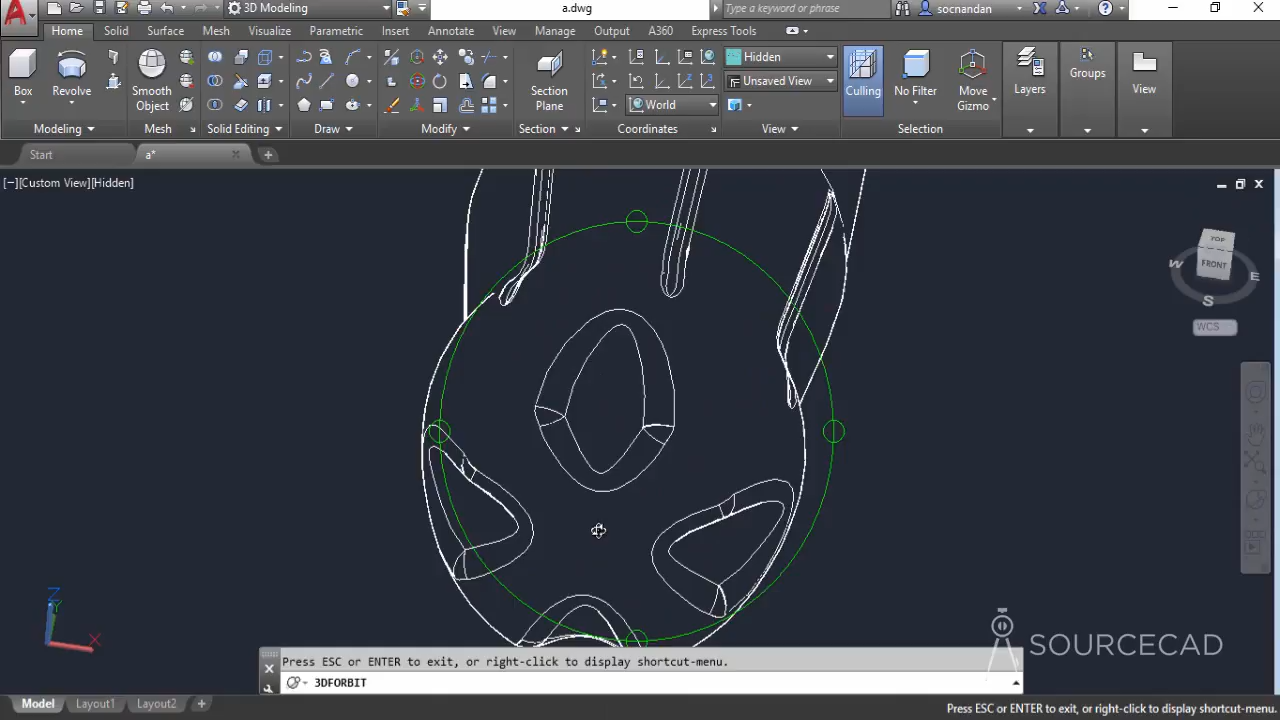 3D Modeling
a.dwg
Type a keyword or phrase
socnandan
Home Solid Surface Mesh Visualize Parametric Insert Annotate View Manage Output A360 Express Tools
Box
Revolve
Smooth
Object
Section
Plane
Hidden
Unsaved View
World
Culling
No Filter
Move
Gizmo
Layers
Groups
View
Modeling
Mesh
Solid Editing
Draw
Modify
Section
Coordinates
View
Selection
Start
a*
[−][Custom View][Hidden]
TOP
FRONT
W
E
S
WCS
Z
Y
X
SOURCECAD
Press ESC or ENTER to exit, or right-click to display shortcut-menu.
3DFORBIT
Model Layout1 Layout2
Press ESC or ENTER to exit, or right-click to display shortcut-menu.